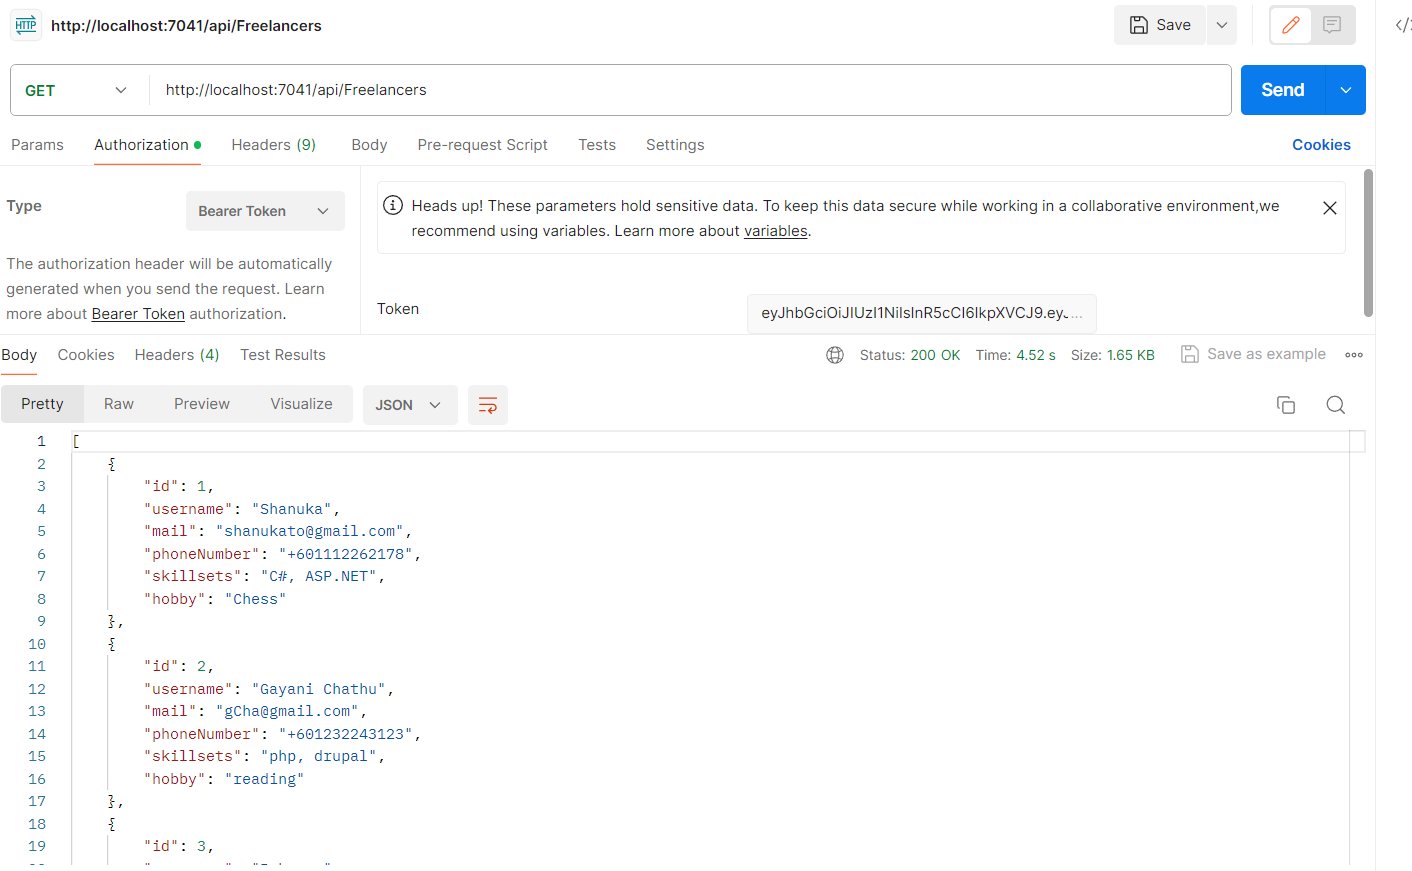 HTTP http://localhost:7041/api/Freelancers Save
GET http://localhost:7041/api/Freelancers Send
Params Authorization Headers (9) Body Pre-request Script Tests Settings Cookies
Type Bearer Token
The authorization header will be automatically
generated when you send the request. Learn
more about Bearer Token authorization.
Heads up! These parameters hold sensitive data. To keep this data secure while working in a collaborative environment,we
recommend using variables. Learn more about variables.
Token eyJhbGciOiJIUzI1NiIsInR5cCI6IkpXVCJ9.eyJ...
Body Cookies Headers (4) Test Results Status: 200 OK Time: 4.52 s Size: 1.65 KB Save as example
Pretty Raw Preview Visualize JSON
1 [
2 {
3 "id": 1,
4 "username": "Shanuka",
5 "mail": "shanukato@gmail.com",
6 "phoneNumber": "+601112262178",
7 "skillsets": "C#, ASP.NET",
8 "hobby": "Chess"
9 },
10 {
11 "id": 2,
12 "username": "Gayani Chathu",
13 "mail": "gCha@gmail.com",
14 "phoneNumber": "+601232243123",
15 "skillsets": "php, drupal",
16 "hobby": "reading"
17 },
18 {
19 "id": 3,